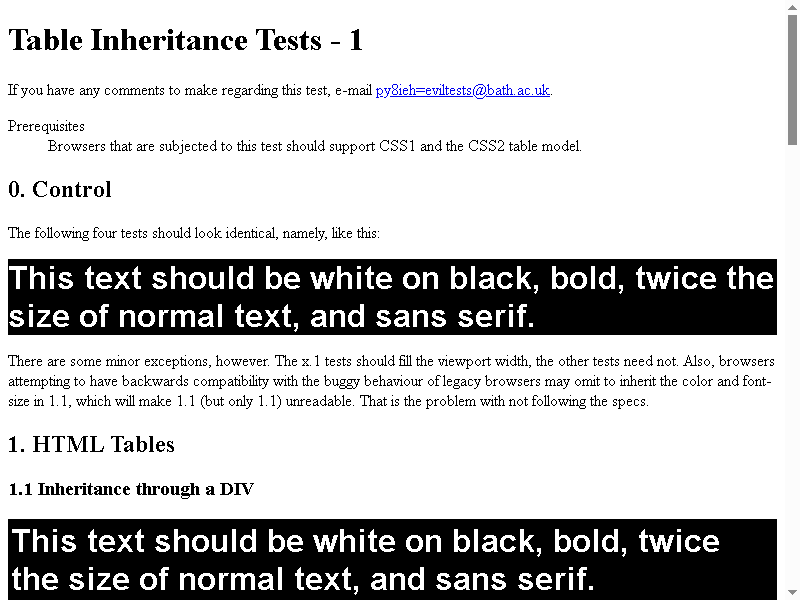 Table Inheritance Tests - 1
If you have any comments to make regarding this test, e-mail py8ieh=eviltests@bath.ac.uk.
Prerequisites
Browsers that are subjected to this test should support CSS1 and the CSS2 table model.
0. Control
The following four tests should look identical, namely, like this:
This text should be white on black, bold, twice the
size of normal text, and sans serif.
There are some minor exceptions, however. The x.1 tests should fill the viewport width, the other tests need not. Also, browsers
attempting to have backwards compatibility with the buggy behaviour of legacy browsers may omit to inherit the color and font-
size in 1.1, which will make 1.1 (but only 1.1) unreadable. That is the problem with not following the specs.
1. HTML Tables
1.1 Inheritance through a DIV
This text should be white on black, bold, twice
the size of normal text, and sans serif.